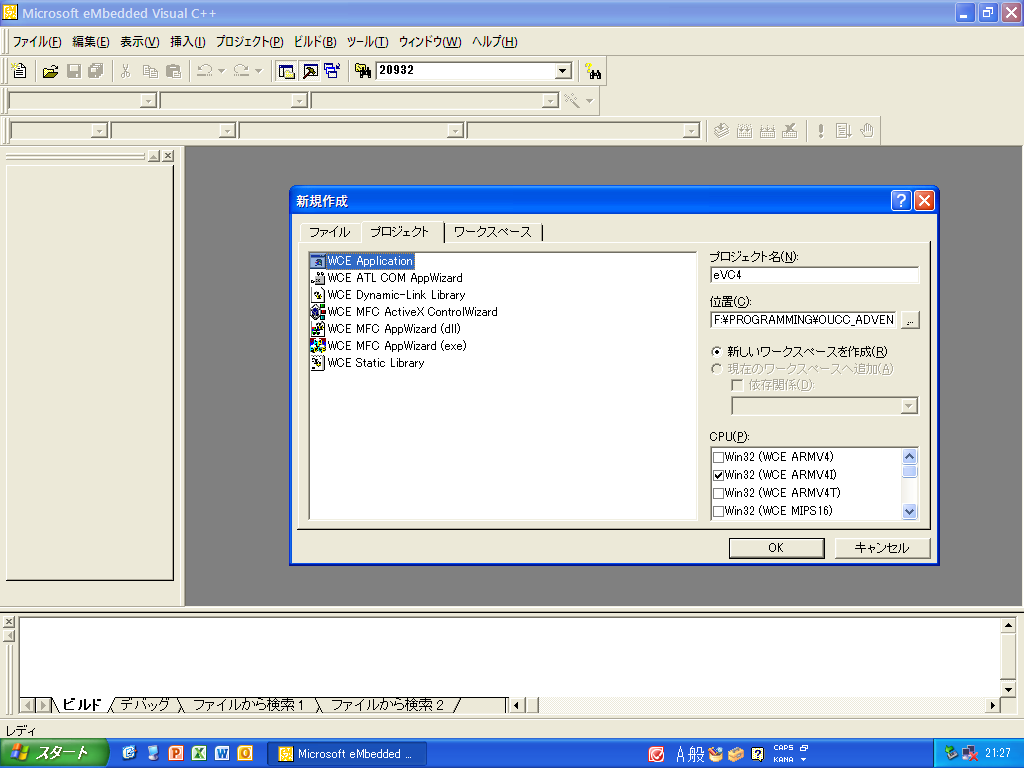 Microsoft eMbedded Visual C++
ファイル(F) 編集(E) 表示(V) 挿入(I) プロジェクト(P) ビルド(B) ツール(T) ウィンドウ(W) ヘルプ(H)
20932
新規作成
ファイル プロジェクト ワークスペース
WCE Application
WCE ATL COM AppWizard
WCE Dynamic-Link Library
WCE MFC ActiveX ControlWizard
WCE MFC AppWizard (dll)
WCE MFC AppWizard (exe)
WCE Static Library
プロジェクト名(N):
eVC4
位置(C):
F:¥PROGRAMMING¥OUCC_ADVEN
...
新しいワークスペースを作成(R)
現在のワークスペースへ追加(A)
依存関係(D):
CPU(P):
Win32 (WCE ARMV4)
Win32 (WCE ARMV4I)
Win32 (WCE ARMV4T)
Win32 (WCE MIPS16)
OK キャンセル
ビルド デバッグ ファイルから検索 1 ファイルから検索 2
レディ
スタート Microsoft eMbedded ... A 般 CAPS KANA 21:27